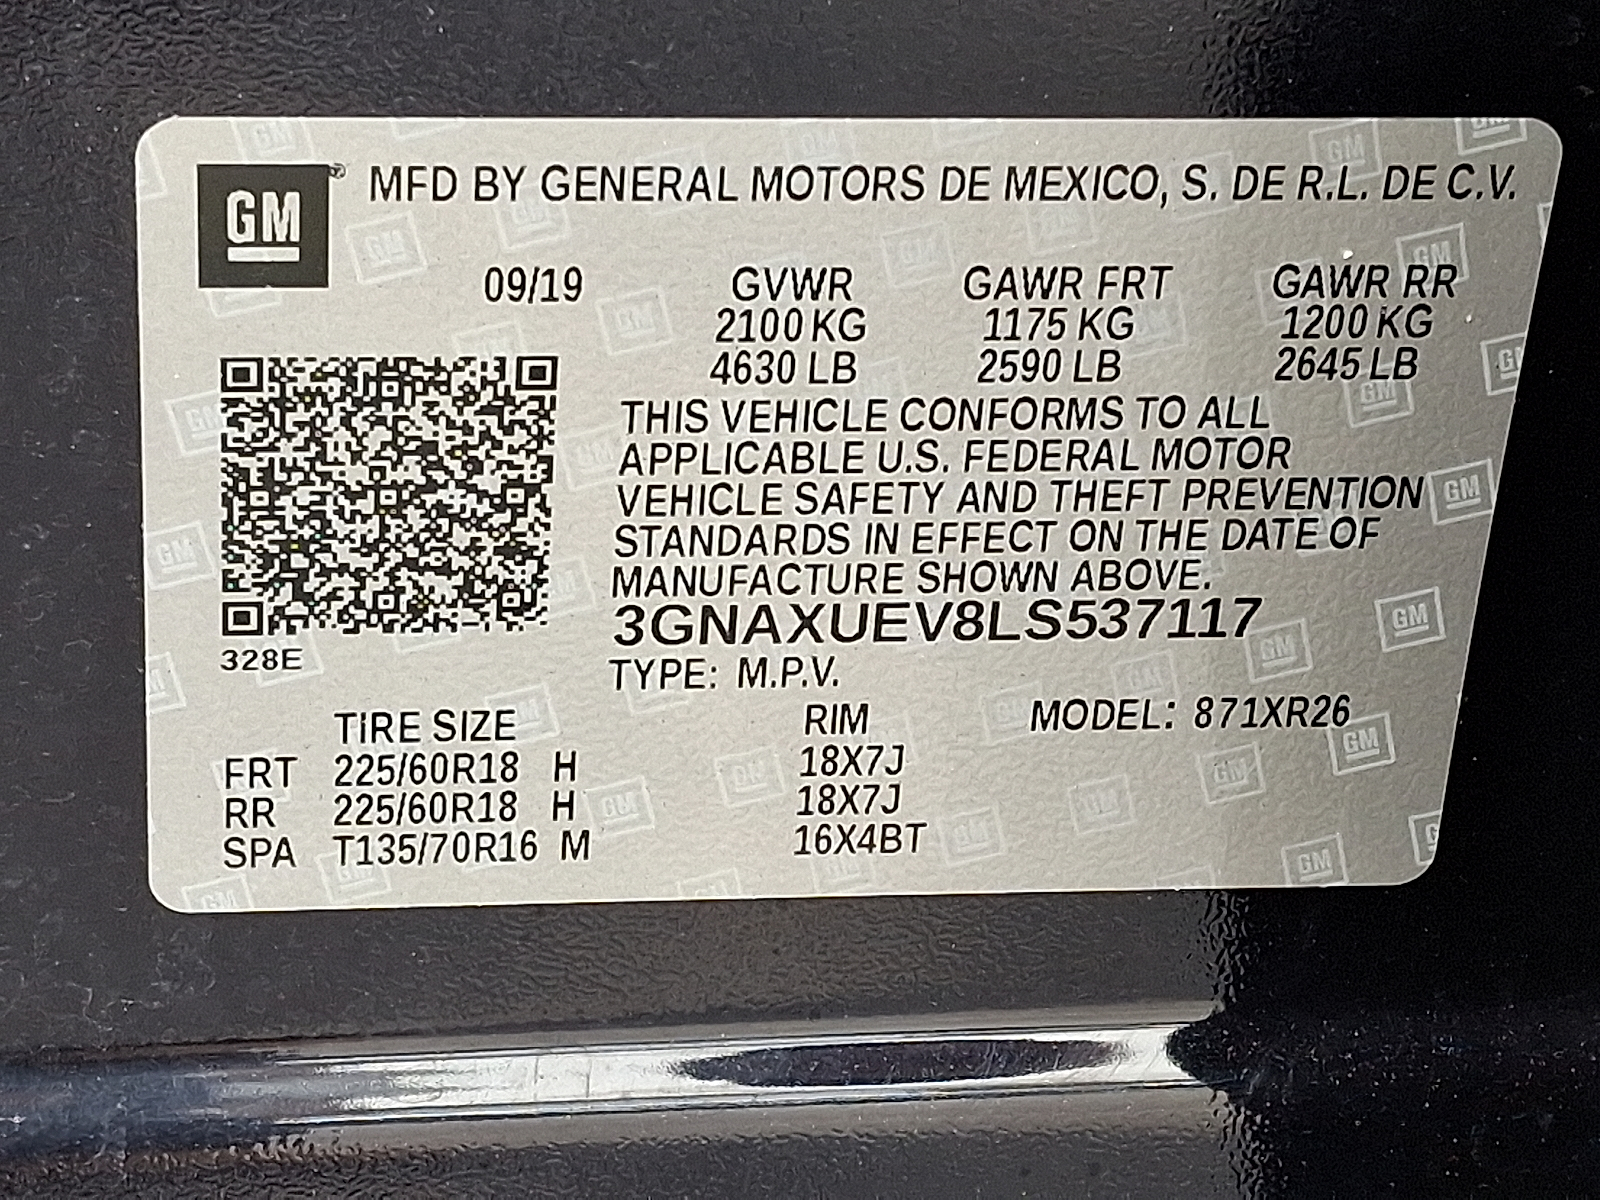 GM ® MFD BY GENERAL MOTORS DE MEXICO, S. DE R.L. DE C.V.
09/19 GVWR GAWR FRT GAWR RR
2100 KG 1175 KG 1200 KG
4630 LB 2590 LB 2645 LB
THIS VEHICLE CONFORMS TO ALL
APPLICABLE U.S. FEDERAL MOTOR
VEHICLE SAFETY AND THEFT PREVENTION
STANDARDS IN EFFECT ON THE DATE OF
MANUFACTURE SHOWN ABOVE.
3GNAXUEV8LS537117
328E
TYPE: M.P.V.
TIRE SIZE RIM MODEL: 871XR26
FRT 225/60R18 H 18X7J
RR 225/60R18 H 18X7J
SPA T135/70R16 M 16X4BT